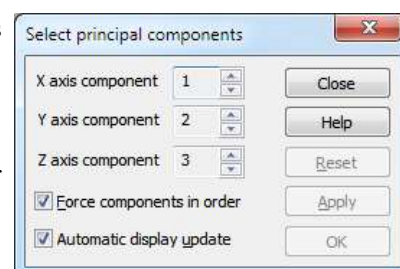 Select principal components
X axis component 1
Close
Y axis component 2
Help
Z axis component 3
Reset
Force components in order
Apply
Automatic display update
OK